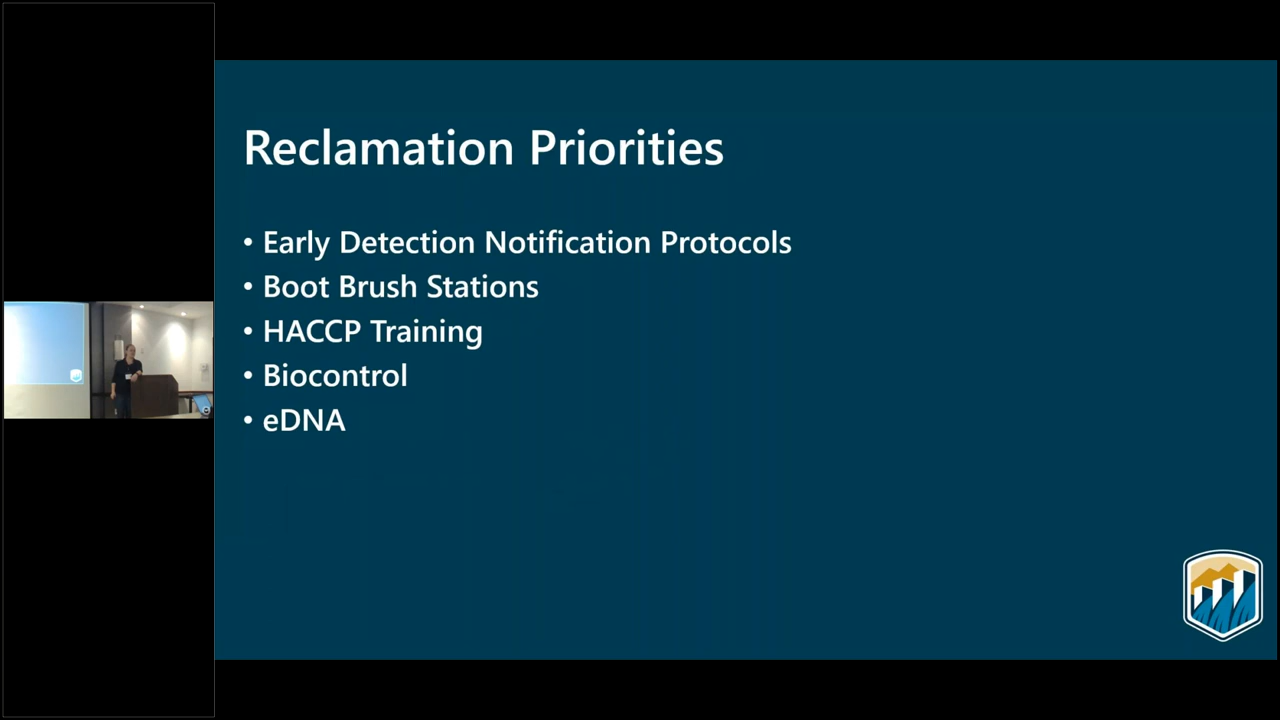 Reclamation Priorities
• Early Detection Notification Protocols
• Boot Brush Stations
• HACCP Training
• Biocontrol
• eDNA